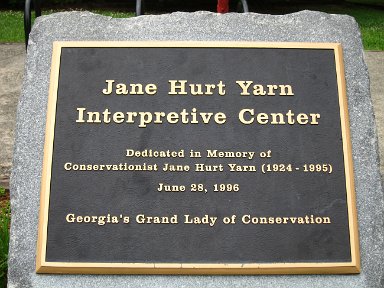 Jane Hurt Yarn
Interpretive Center
Dedicated in Memory of
Conservationist Jane Hurt Yarn (1924 - 1995)
June 28, 1996
Georgia's Grand Lady of Conservation